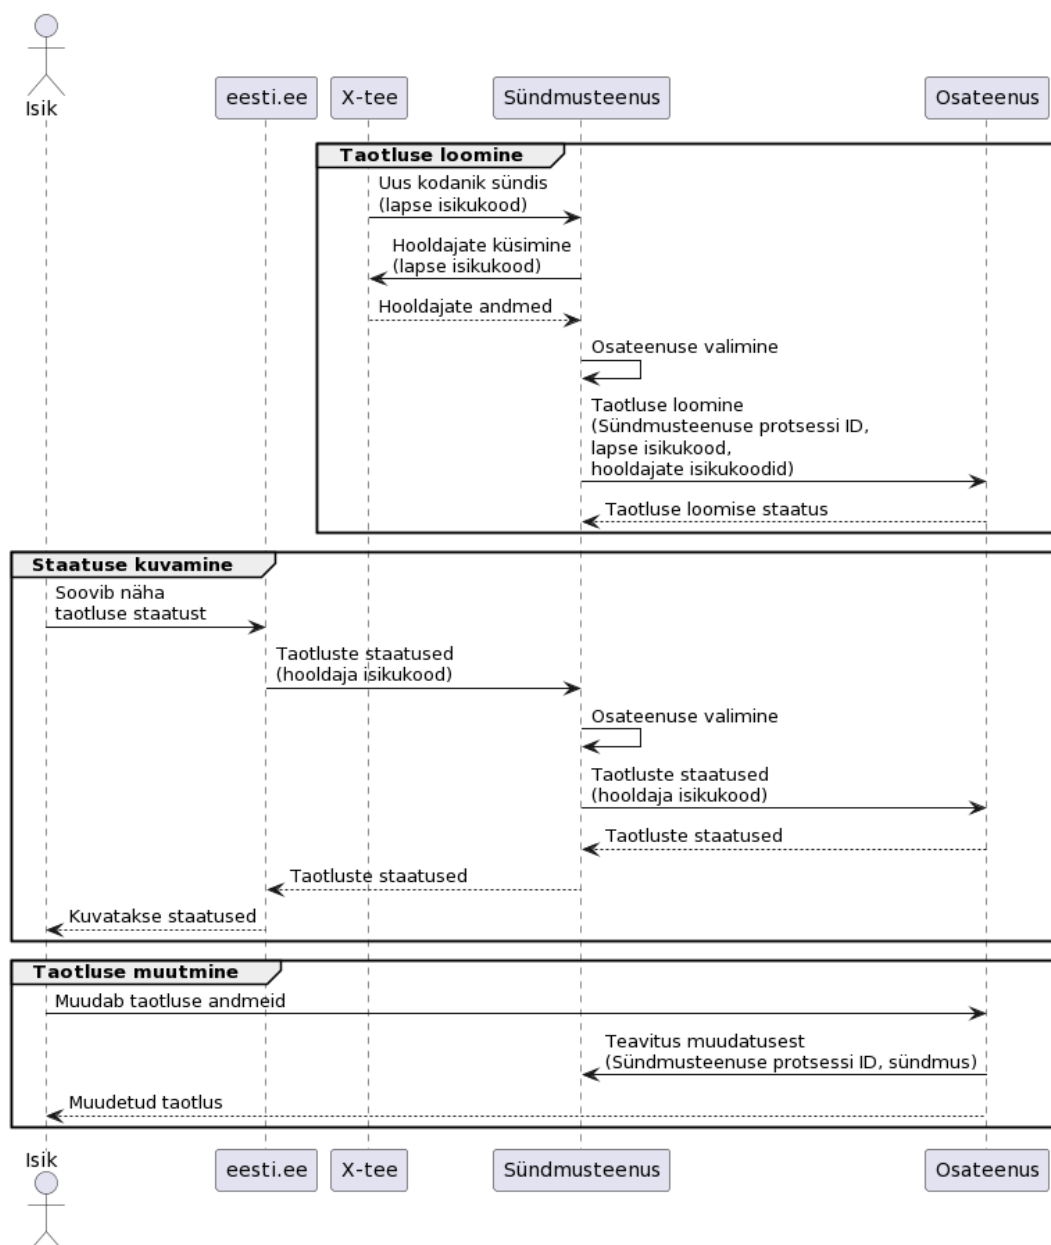 Isik
eesti.ee
X-tee
Sündmusteenus
Osateenus
Taotluse loomine
Uus kodanik sündis
(lapse isikukood)
Hooldajate küsimine
(lapse isikukood)
Hooldajate andmed
Osateenuse valimine
Taotluse loomine
(Sündmusteenuse protsessi ID,
lapse isikukood,
hooldajate isikukoodid)
Taotluse loomise staatus
Staatuse kuvamine
Soovib näha
taotluse staatust
Taotluste staatused
(hooldaja isikukood)
Osateenuse valimine
Taotluste staatused
(hooldaja isikukood)
Taotluste staatused
Taotluste staatused
Kuvatakse staatused
Taotluse muutmine
Muudab taotluse andmeid
Teavitus muudatusest
(Sündmusteenuse protsessi ID, sündmus)
Muudetud taotlus
Isik
eesti.ee
X-tee
Sündmusteenus
Osateenus